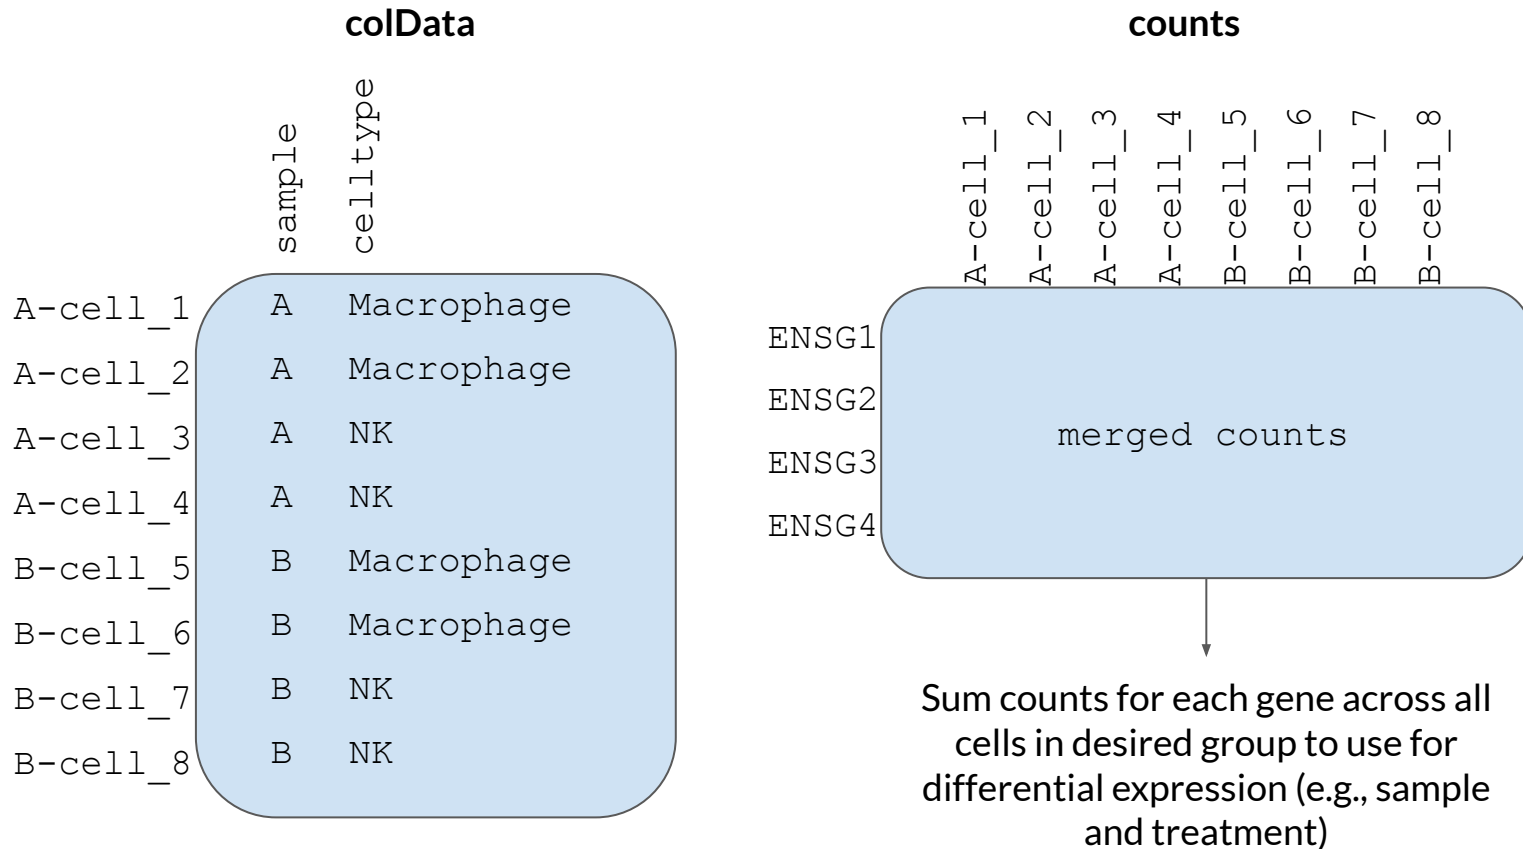 colData
sample celltype
A-cell_1 A Macrophage
A-cell_2 A Macrophage
A-cell_3 A NK
A-cell_4 A NK
B-cell_5 B Macrophage
B-cell_6 B Macrophage
B-cell_7 B NK
B-cell_8 B NK
counts
A-cell_1 A-cell_2 A-cell_3 A-cell_4 B-cell_5 B-cell_6 B-cell_7 B-cell_8
ENSG1
ENSG2
merged counts
ENSG3
ENSG4
Sum counts for each gene across all
cells in desired group to use for
differential expression (e.g., sample
and treatment)